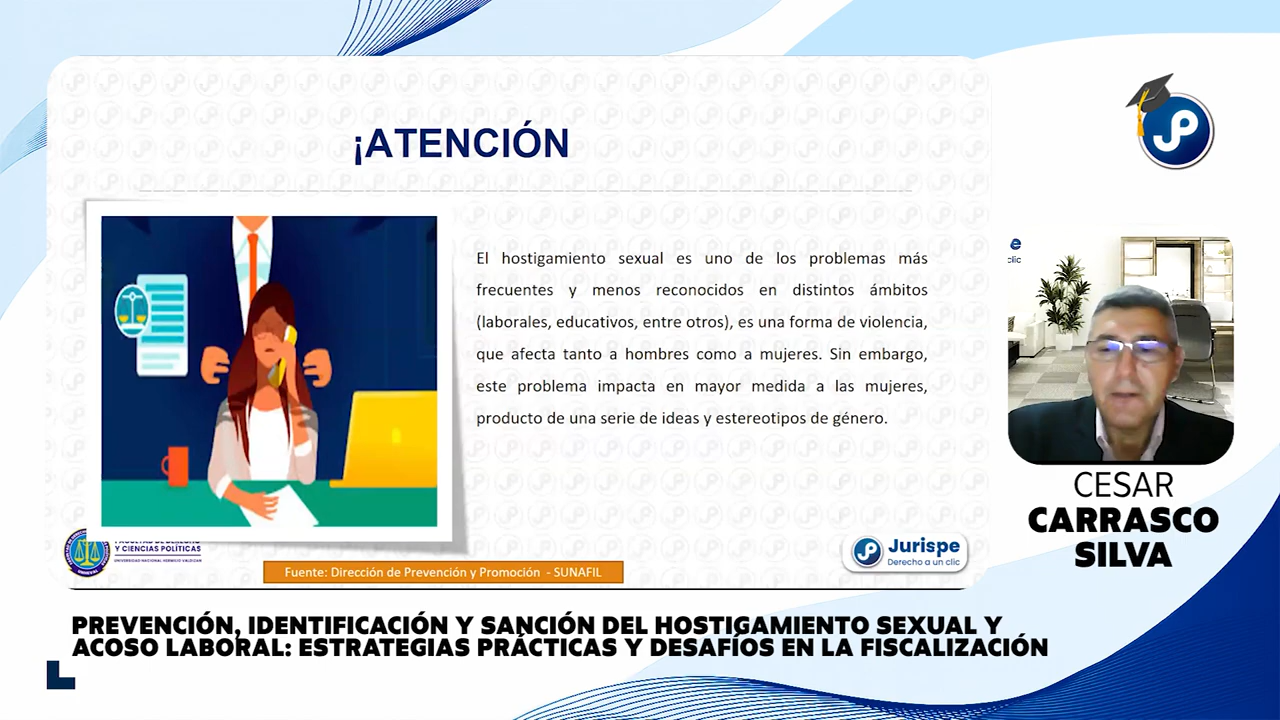 ¡ATENCIÓN
El hostigamiento sexual es uno de los problemas más
frecuentes y menos reconocidos en distintos ámbitos
(laborales, educativos, entre otros), es una forma de violencia,
que afecta tanto a hombres como a mujeres. Sin embargo,
este problema impacta en mayor medida a las mujeres,
producto de una serie de ideas y estereotipos de género.
Y CIENCIAS POLÍTICAS
Jurispe
Derecho a un clic
Fuente: Dirección de Prevención y Promoción - SUNAFIL
JP
e
clic
CESAR
CARRASCO
SILVA
PREVENCIÓN, IDENTIFICACIÓN Y SANCIÓN DEL HOSTIGAMIENTO SEXUAL Y
ACOSO LABORAL: ESTRATEGIAS PRÁCTICAS Y DESAFÍOS EN LA FISCALIZACIÓN